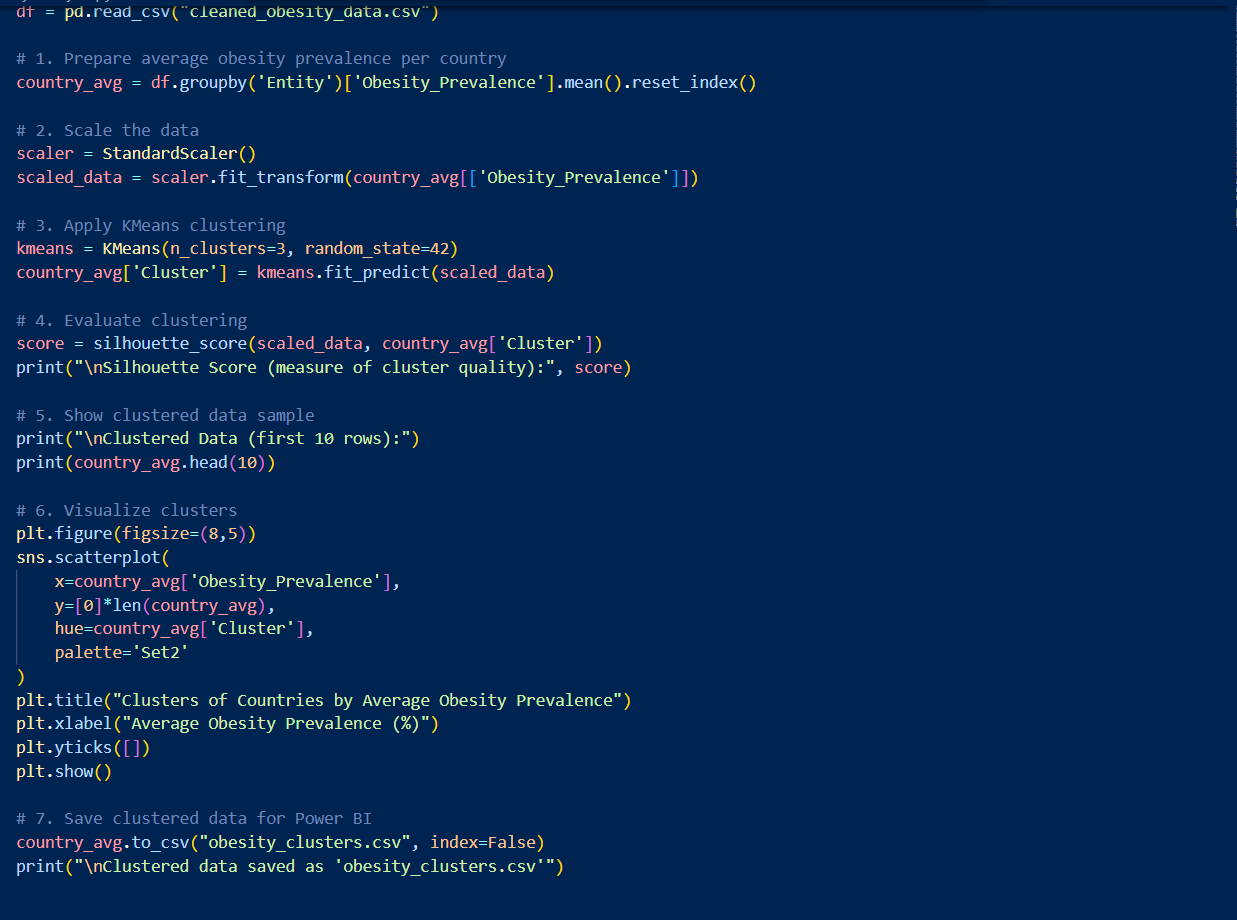 df = pd.read_csv("cleaned_obesity_data.csv")
# 1. Prepare average obesity prevalence per country
country_avg = df.groupby('Entity')['Obesity_Prevalence'].mean().reset_index()
# 2. Scale the data
scaler = StandardScaler()
scaled_data = scaler.fit_transform(country_avg[['Obesity_Prevalence']])
# 3. Apply KMeans clustering
kmeans = KMeans(n_clusters=3, random_state=42)
country_avg['Cluster'] = kmeans.fit_predict(scaled_data)
# 4. Evaluate clustering
score = silhouette_score(scaled_data, country_avg['Cluster'])
print("\nSilhouette Score (measure of cluster quality):", score)
# 5. Show clustered data sample
print("\nClustered Data (first 10 rows):")
print(country_avg.head(10))
# 6. Visualize clusters
plt.figure(figsize=(8,5))
sns.scatterplot(
    x=country_avg['Obesity_Prevalence'],
    y=[0]*len(country_avg),
    hue=country_avg['Cluster'],
    palette='Set2'
)
plt.title("Clusters of Countries by Average Obesity Prevalence")
plt.xlabel("Average Obesity Prevalence (%)")
plt.yticks([])
plt.show()
# 7. Save clustered data for Power BI
country_avg.to_csv("obesity_clusters.csv", index=False)
print("\nClustered data saved as 'obesity_clusters.csv'")